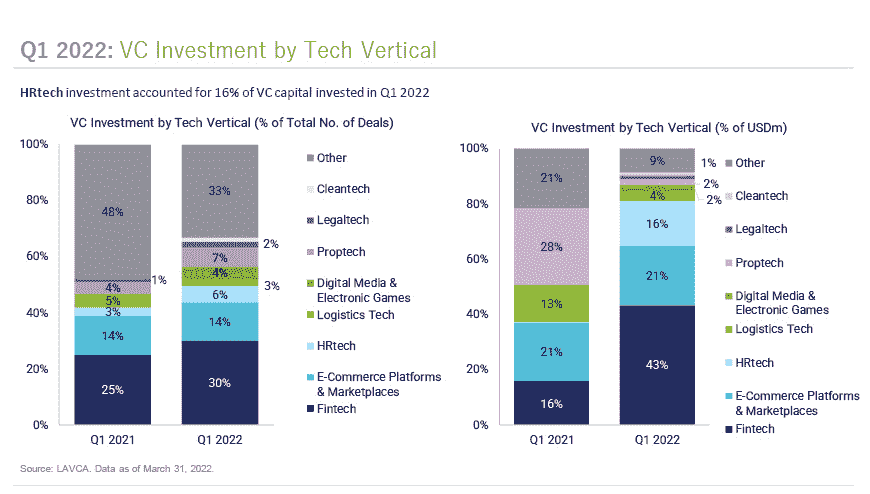 Q1 2022: VC Investment by Tech Vertical
HRtech investment accounted for 16% of VC capital invested in Q1 2022
VC Investment by Tech Vertical (% of Total No. of Deals)
100%
80%
60%
40%
20%
0%
48%
1%
4%
5%
3%
14%
25%
33%
2%
7%
4%
3%
6%
14%
30%
Q1 2021
Q1 2022
Other
Cleantech
Legaltech
Proptech
Digital Media &
Electronic Games
Logistics Tech
HRtech
E-Commerce Platforms
& Marketplaces
Fintech
VC Investment by Tech Vertical (% of USDm)
100%
80%
60%
40%
20%
0%
21%
28%
13%
21%
16%
9%
1%
2%
2%
4%
16%
21%
43%
Q1 2021
Q1 2022
Other
Cleantech
Legaltech
Proptech
Digital Media &
Electronic Games
Logistics Tech
HRtech
E-Commerce Platforms
& Marketplaces
Fintech
Source: LAVCA. Data as of March 31, 2022.